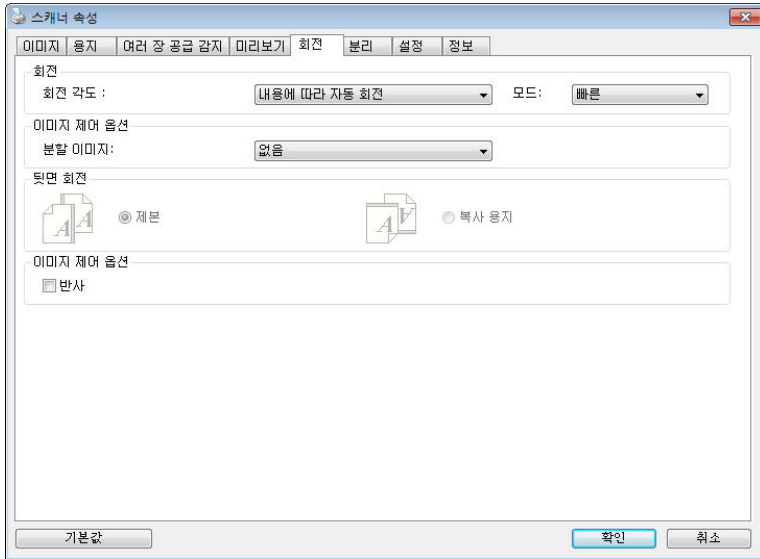 스캐너 속성
이미지 용지 여러 장 공급 감지 미리보기 회전 분리 설정 정보
회전
회전 각도 : 내용에 따라 자동 회전 모드: 빠른
이미지 제어 옵션
분할 이미지: 없음
뒷면 회전
A A 제본 A A 복사 용지
이미지 제어 옵션
반사
기본값 확인 취소